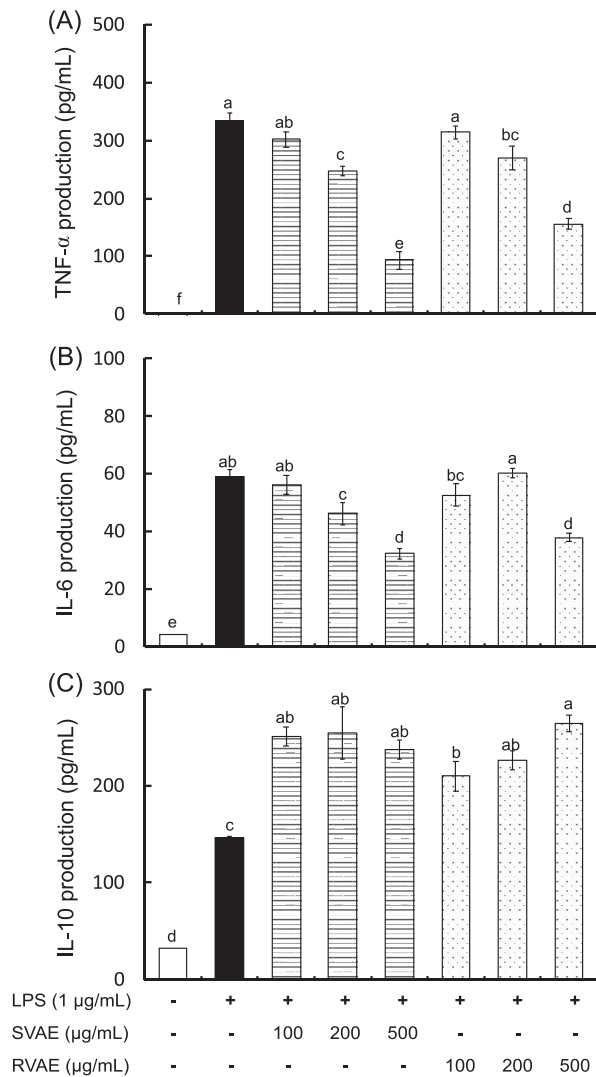 (A)
TNF-α production (pg/mL)
500
400
300
200
100
0
f
a
ab
c
e
a
bc
d
(B)
IL-6 production (pg/mL)
100
80
60
40
20
0
e
ab
ab
c
d
bc
a
d
(C)
IL-10 production (pg/mL)
300
200
100
0
d
c
ab
ab
ab
b
ab
a
LPS (1 µg/mL) - + + + + + + +
SVAE (µg/mL) - - 100 200 500 - - -
RVAE (µg/mL) - - - - - 100 200 500